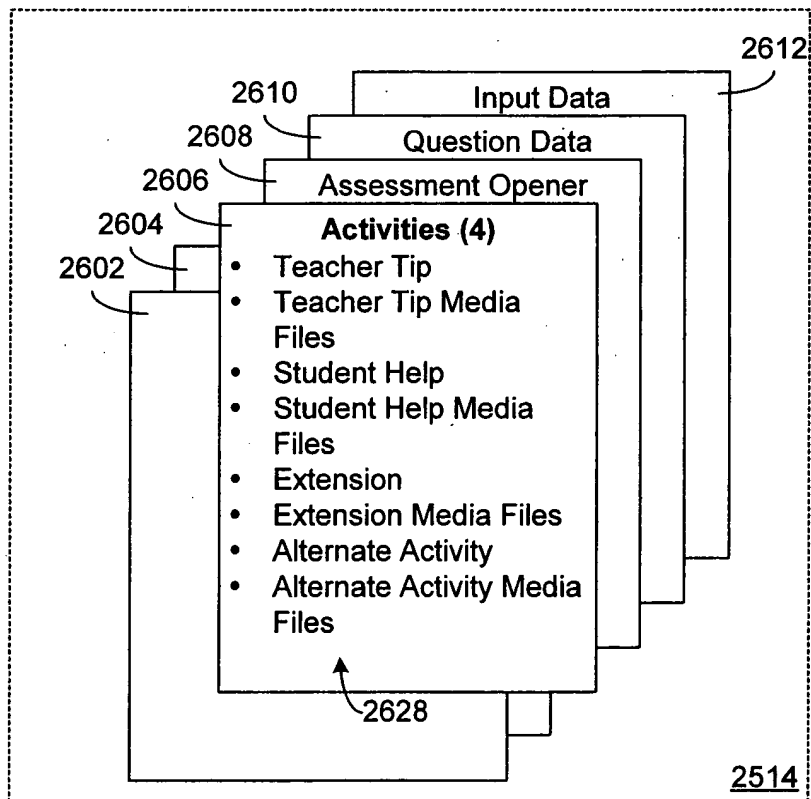 2612
Input Data
2610
Question Data
2608
Assessment Opener
2606
Activities (4)
2604
• Teacher Tip
2602
• Teacher Tip Media
Files
• Student Help
• Student Help Media
Files
• Extension
• Extension Media Files
• Alternate Activity
• Alternate Activity Media
Files
2628
2514